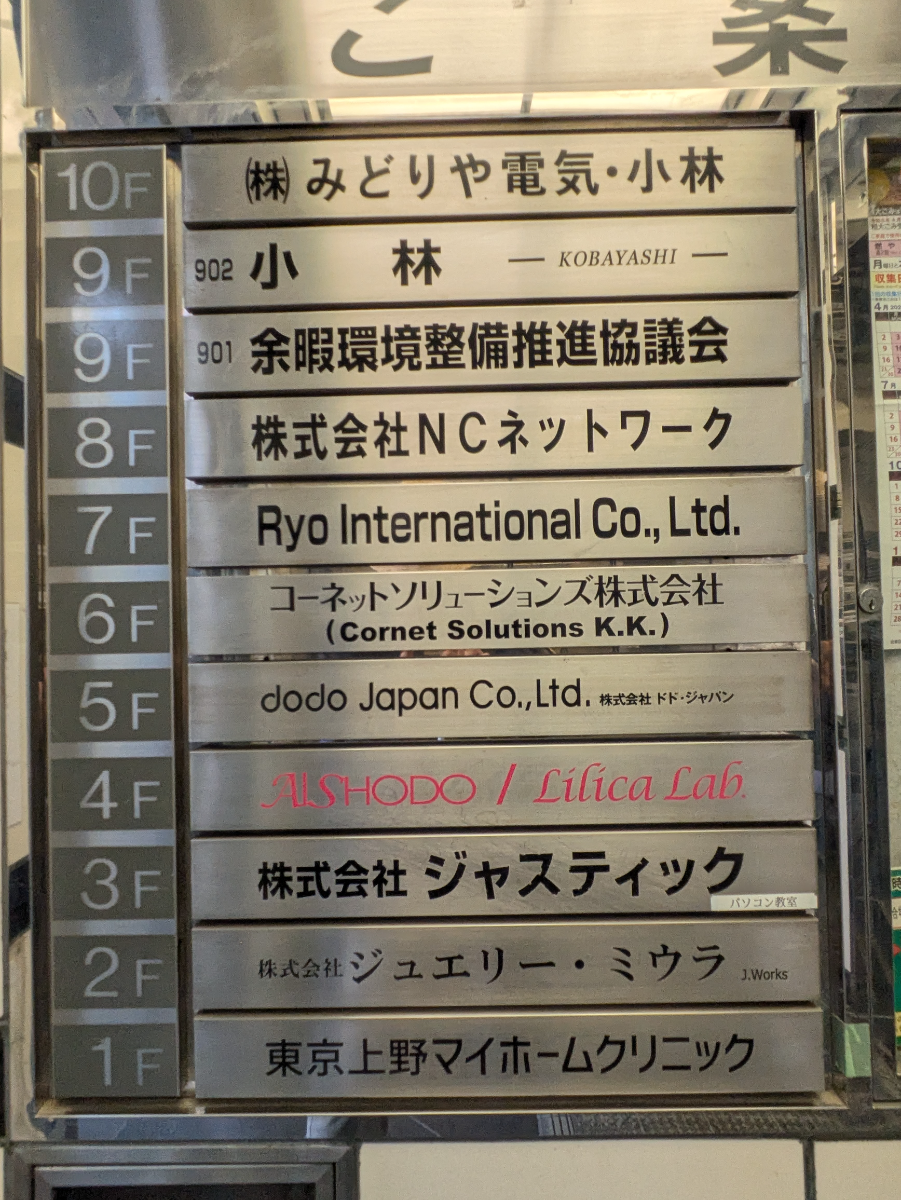 ご 案
10F (株) みどりや電気・小林
9F 902 小 林 — KOBAYASHI —
9F 901 余暇環境整備推進協議会
8F 株式会社NCネットワーク
7F Ryo International Co., Ltd.
6F コーネットソリューションズ株式会社
(Cornet Solutions K.K.)
5F dodo Japan Co.,Ltd. 株式会社 ドド・ジャパン
4F AISHODO / Lilica Lab.
3F 株式会社 ジャスティック
パソコン教室
2F 株式会社 ジュエリー・ミウラ J.Works
1F 東京上野マイホームクリニック